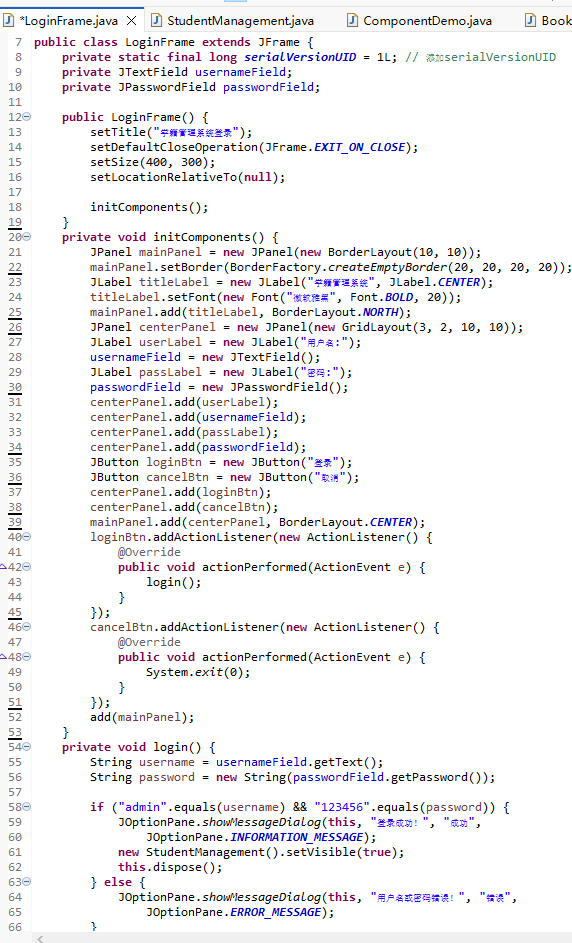 *LoginFrame.java StudentManagement.java ComponentDemo.java Book
7 public class LoginFrame extends JFrame {
8 private static final long serialVersionUID = 1L; // 添加serialVersionUID
9 private JTextField usernameField;
10 private JPasswordField passwordField;
11
12 public LoginFrame() {
13 setTitle("学籍管理系统登录");
14 setDefaultCloseOperation(JFrame.EXIT_ON_CLOSE);
15 setSize(400, 300);
16 setLocationRelativeTo(null);
17
18 initComponents();
19 }
20 private void initComponents() {
21 JPanel mainPanel = new JPanel(new BorderLayout(10, 10));
22 mainPanel.setBorder(BorderFactory.createEmptyBorder(20, 20, 20, 20));
23 JLabel titleLabel = new JLabel("学籍管理系统", JLabel.CENTER);
24 titleLabel.setFont(new Font("微软雅黑", Font.BOLD, 20));
25 mainPanel.add(titleLabel, BorderLayout.NORTH);
26 JPanel centerPanel = new JPanel(new GridLayout(3, 2, 10, 10));
27 JLabel userLabel = new JLabel("用户名:");
28 usernameField = new JTextField();
29 JLabel passLabel = new JLabel("密码:");
30 passwordField = new JPasswordField();
31 centerPanel.add(userLabel);
32 centerPanel.add(usernameField);
33 centerPanel.add(passLabel);
34 centerPanel.add(passwordField);
35 JButton loginBtn = new JButton("登录");
36 JButton cancelBtn = new JButton("取消");
37 centerPanel.add(loginBtn);
38 centerPanel.add(cancelBtn);
39 mainPanel.add(centerPanel, BorderLayout.CENTER);
40 loginBtn.addActionListener(new ActionListener() {
41 @Override
42 public void actionPerformed(ActionEvent e) {
43 login();
44 }
45 });
46 cancelBtn.addActionListener(new ActionListener() {
47 @Override
48 public void actionPerformed(ActionEvent e) {
49 System.exit(0);
50 }
51 });
52 add(mainPanel);
53 }
54 private void login() {
55 String username = usernameField.getText();
56 String password = new String(passwordField.getPassword());
57
58 if ("admin".equals(username) && "123456".equals(password)) {
59 JOptionPane.showMessageDialog(this, "登录成功！", "成功",
60 JOptionPane.INFORMATION_MESSAGE);
61 new StudentManagement().setVisible(true);
62 this.dispose();
63 } else {
64 JOptionPane.showMessageDialog(this, "用户名或密码错误！", "错误",
65 JOptionPane.ERROR_MESSAGE);
66 }